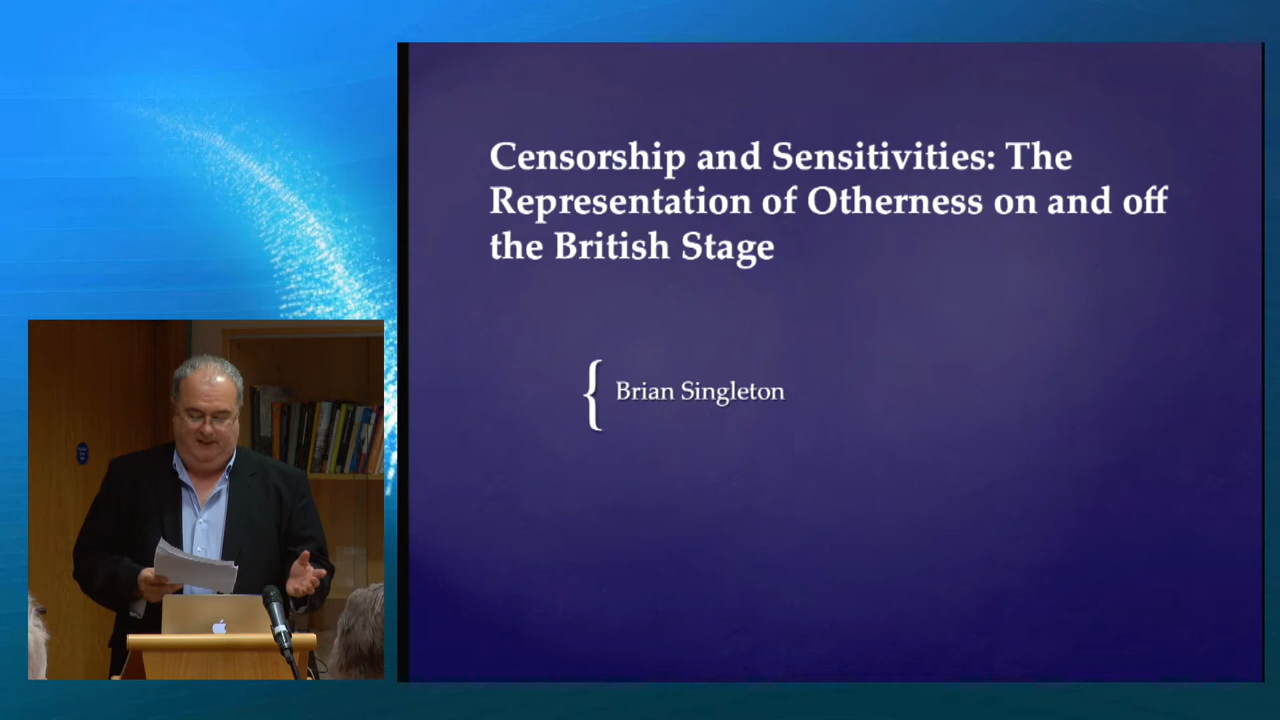 Censorship and Sensitivities: The
Representation of Otherness on and off
the British Stage
{ Brian Singleton